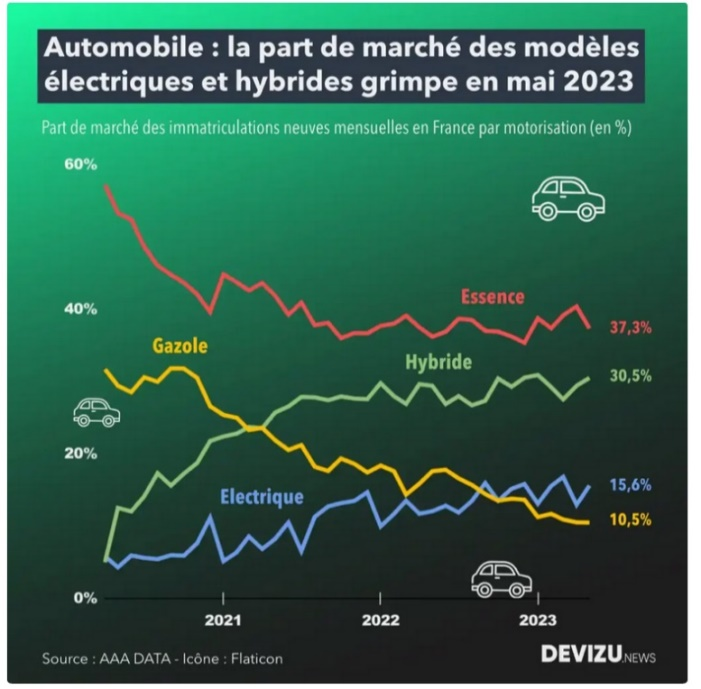 Automobile : la part de marché des modèles
électriques et hybrides grimpe en mai 2023
Part de marché des immatriculations neuves mensuelles en France par motorisation (en %)
60%
Essence
40%
37,3%
Gazole
Hybride
30,5%
20%
Electrique
15,6%
10,5%
0%
2021
2022
2023
Source : AAA DATA - Icône : Flaticon
DEVIZU.NEWS